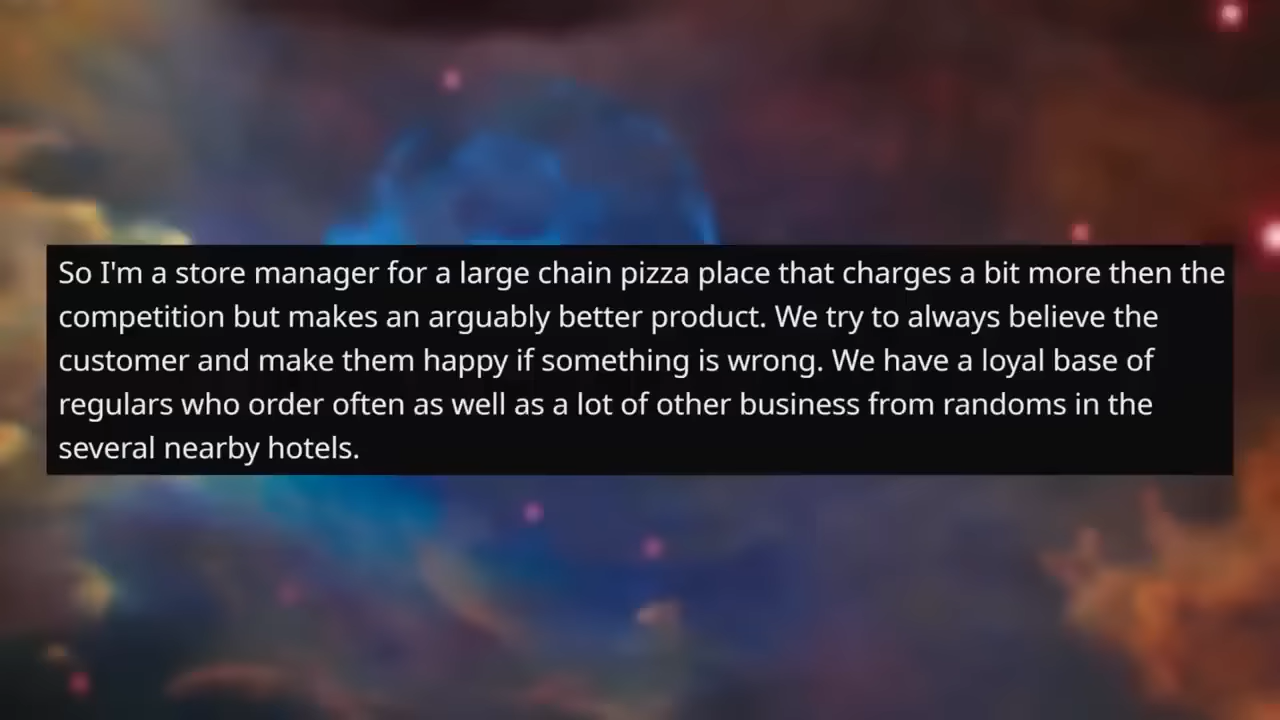 So I'm a store manager for a large chain pizza place that charges a bit more then the
competition but makes an arguably better product. We try to always believe the
customer and make them happy if something is wrong. We have a loyal base of
regulars who order often as well as a lot of other business from randoms in the
several nearby hotels.